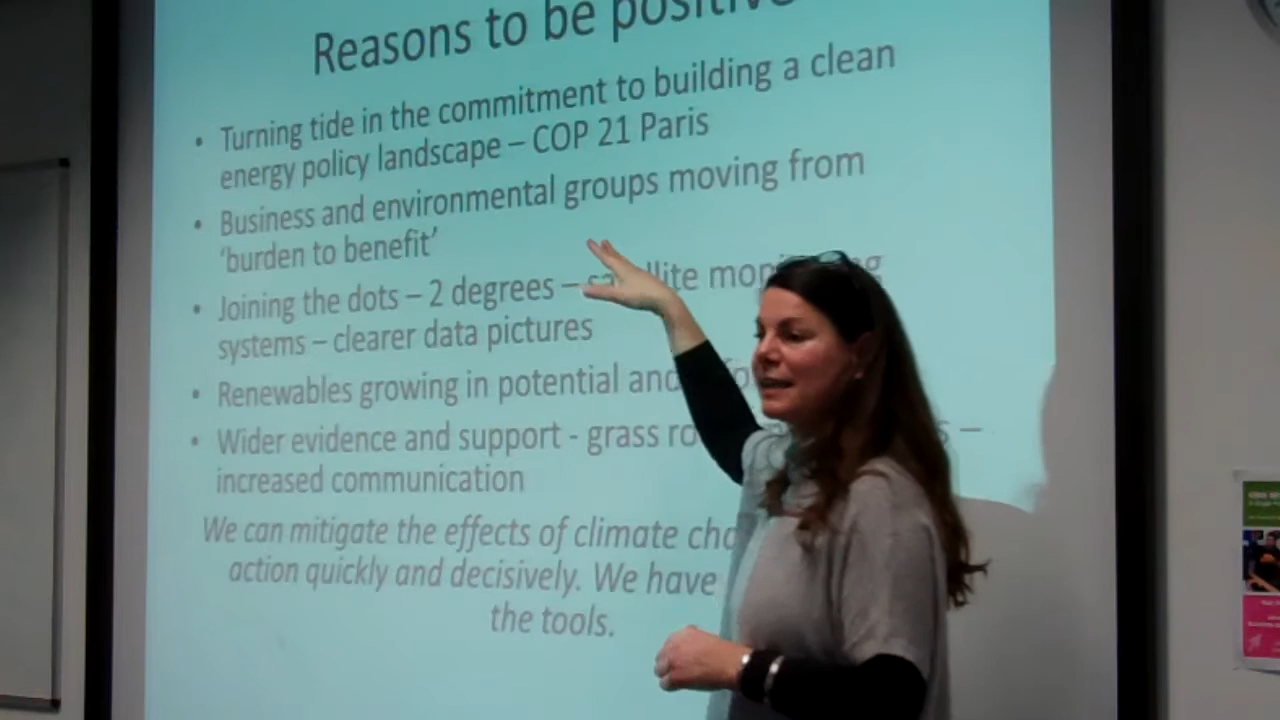 Reasons to be positive
• Turning tide in the commitment to building a clean
energy policy landscape – COP 21 Paris
• Business and environmental groups moving from
‘burden to benefit’
• Joining the dots – 2 degrees – satellite monitoring
systems – clearer data pictures
• Renewables growing in potential and
• Wider evidence and support - grass –
increased communication
We can mitigate the effects of climate
action quickly and decisively. We have
the tools.